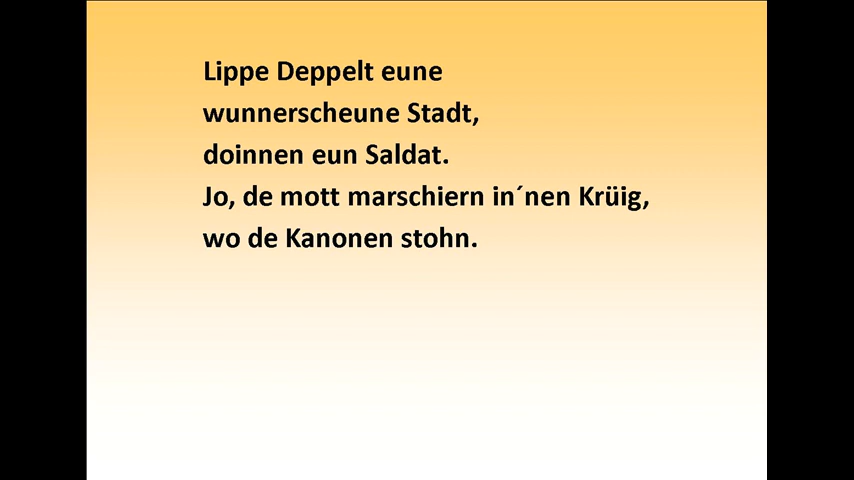 Lippe Deppelt eune
wunnerscheune Stadt,
doinnen eun Saldat.
Jo, de mott marschiern in´nen Krüig,
wo de Kanonen stohn.